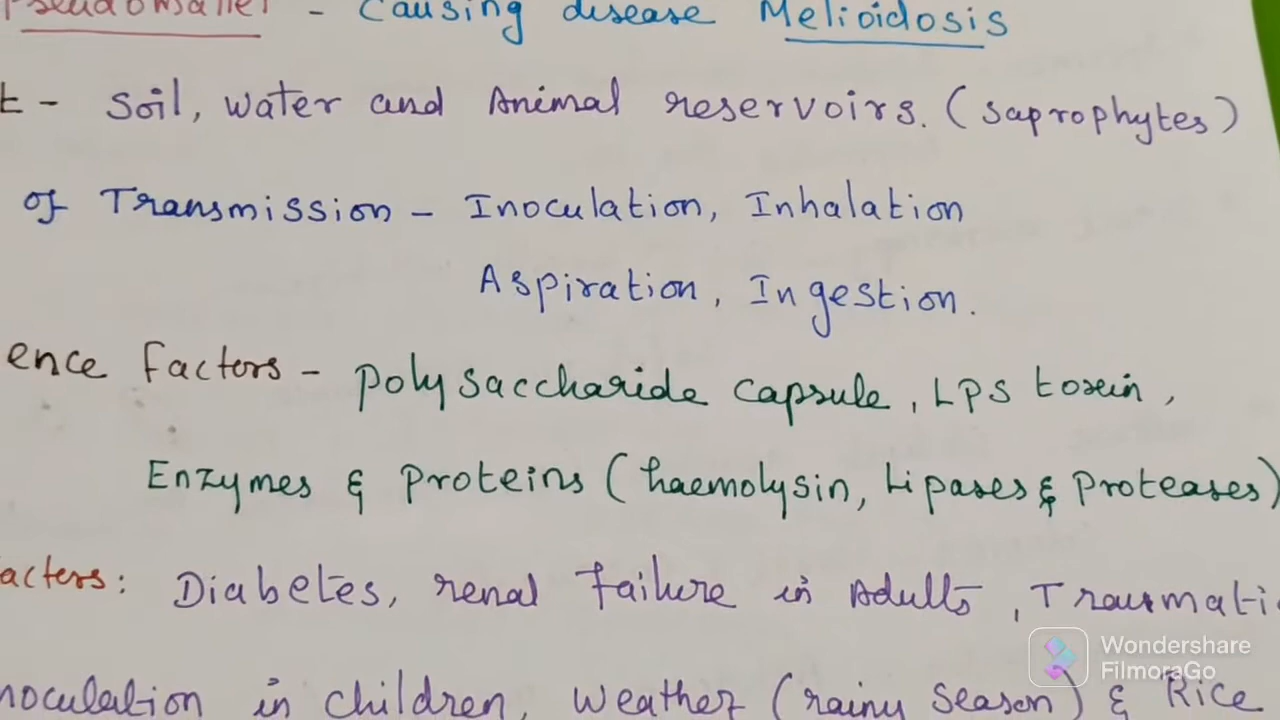 pseudomallei - Causing disease Melioidosis
t - Soil, water and Animal reservoirs. (saprophytes)
of Transmission - Inoculation, Inhalation
Aspiration, Ingestion.
ence factors - polysaccharide capsule, LPS toxin,
Enzymes & proteins (haemolysin, Lipases & Proteases)
actors: Diabetes, renal failure in Adults, Traumati
noculation in children, weather (rainy season) & Rice
Wondershare
FilmoraGo